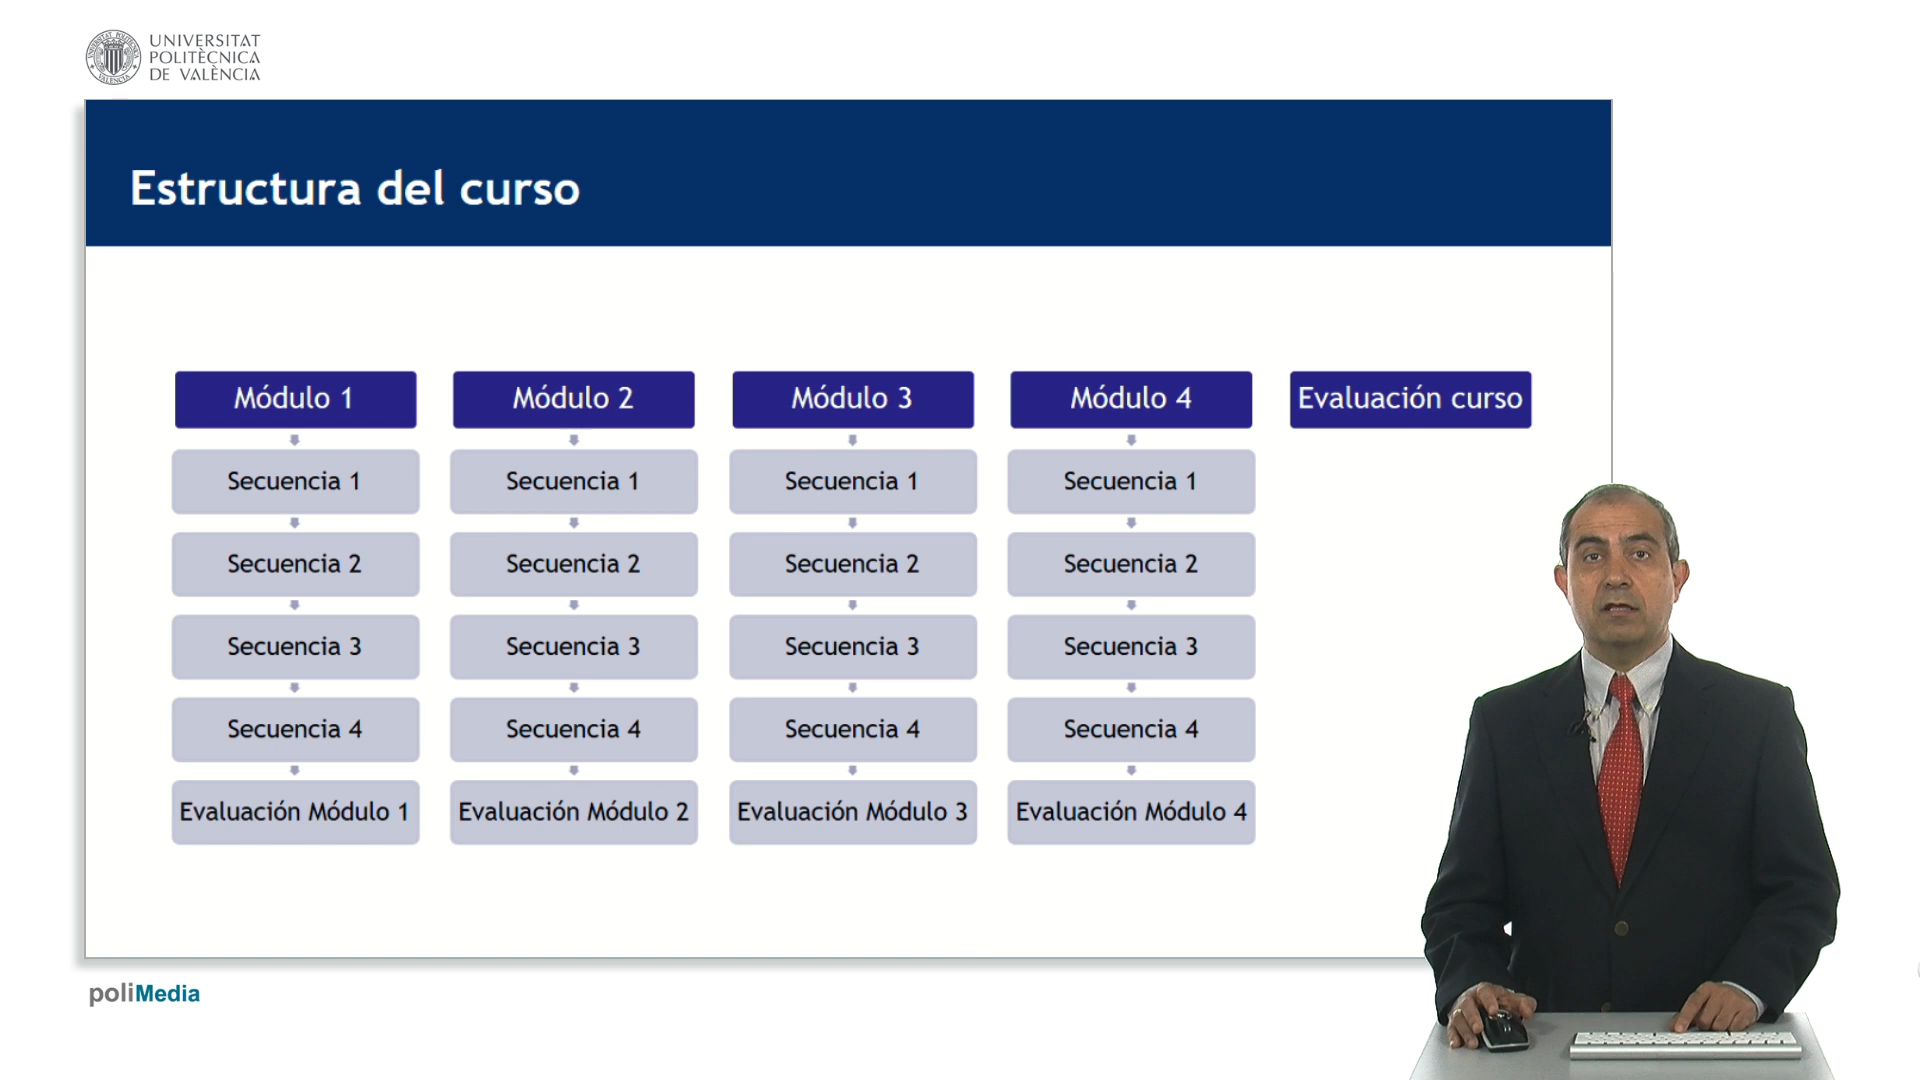 UNIVERSITAT
POLITÈCNICA
DE VALÈNCIA
Estructura del curso
Módulo 1
Módulo 2
Módulo 3
Módulo 4
Evaluación curso
Secuencia 1
Secuencia 1
Secuencia 1
Secuencia 1
Secuencia 2
Secuencia 2
Secuencia 2
Secuencia 2
Secuencia 3
Secuencia 3
Secuencia 3
Secuencia 3
Secuencia 4
Secuencia 4
Secuencia 4
Secuencia 4
Evaluación Módulo 1
Evaluación Módulo 2
Evaluación Módulo 3
Evaluación Módulo 4
poliMedia